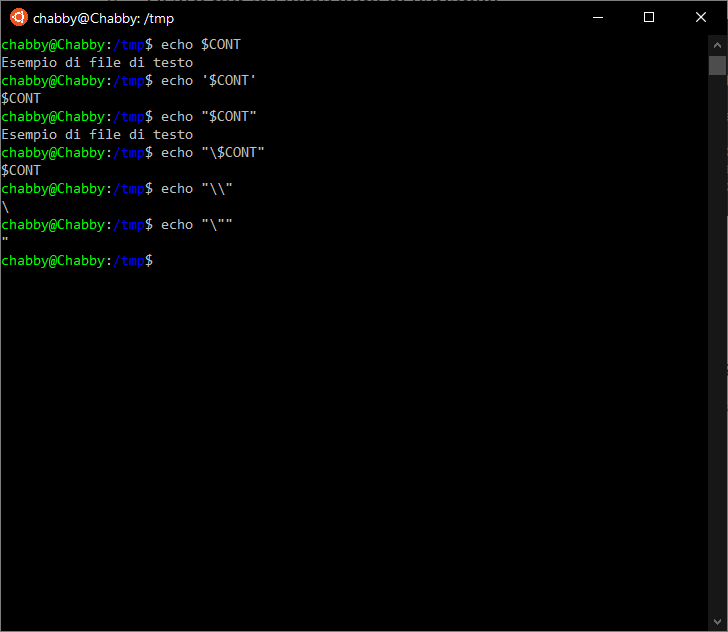 chabby@Chabby: /tmp
chabby@Chabby:/tmp$ echo $CONT
Esempio di file di testo
chabby@Chabby:/tmp$ echo '$CONT'
$CONT
chabby@Chabby:/tmp$ echo "$CONT"
Esempio di file di testo
chabby@Chabby:/tmp$ echo "\$CONT"
$CONT
chabby@Chabby:/tmp$ echo "\\"
\
chabby@Chabby:/tmp$ echo "\""
"
chabby@Chabby:/tmp$